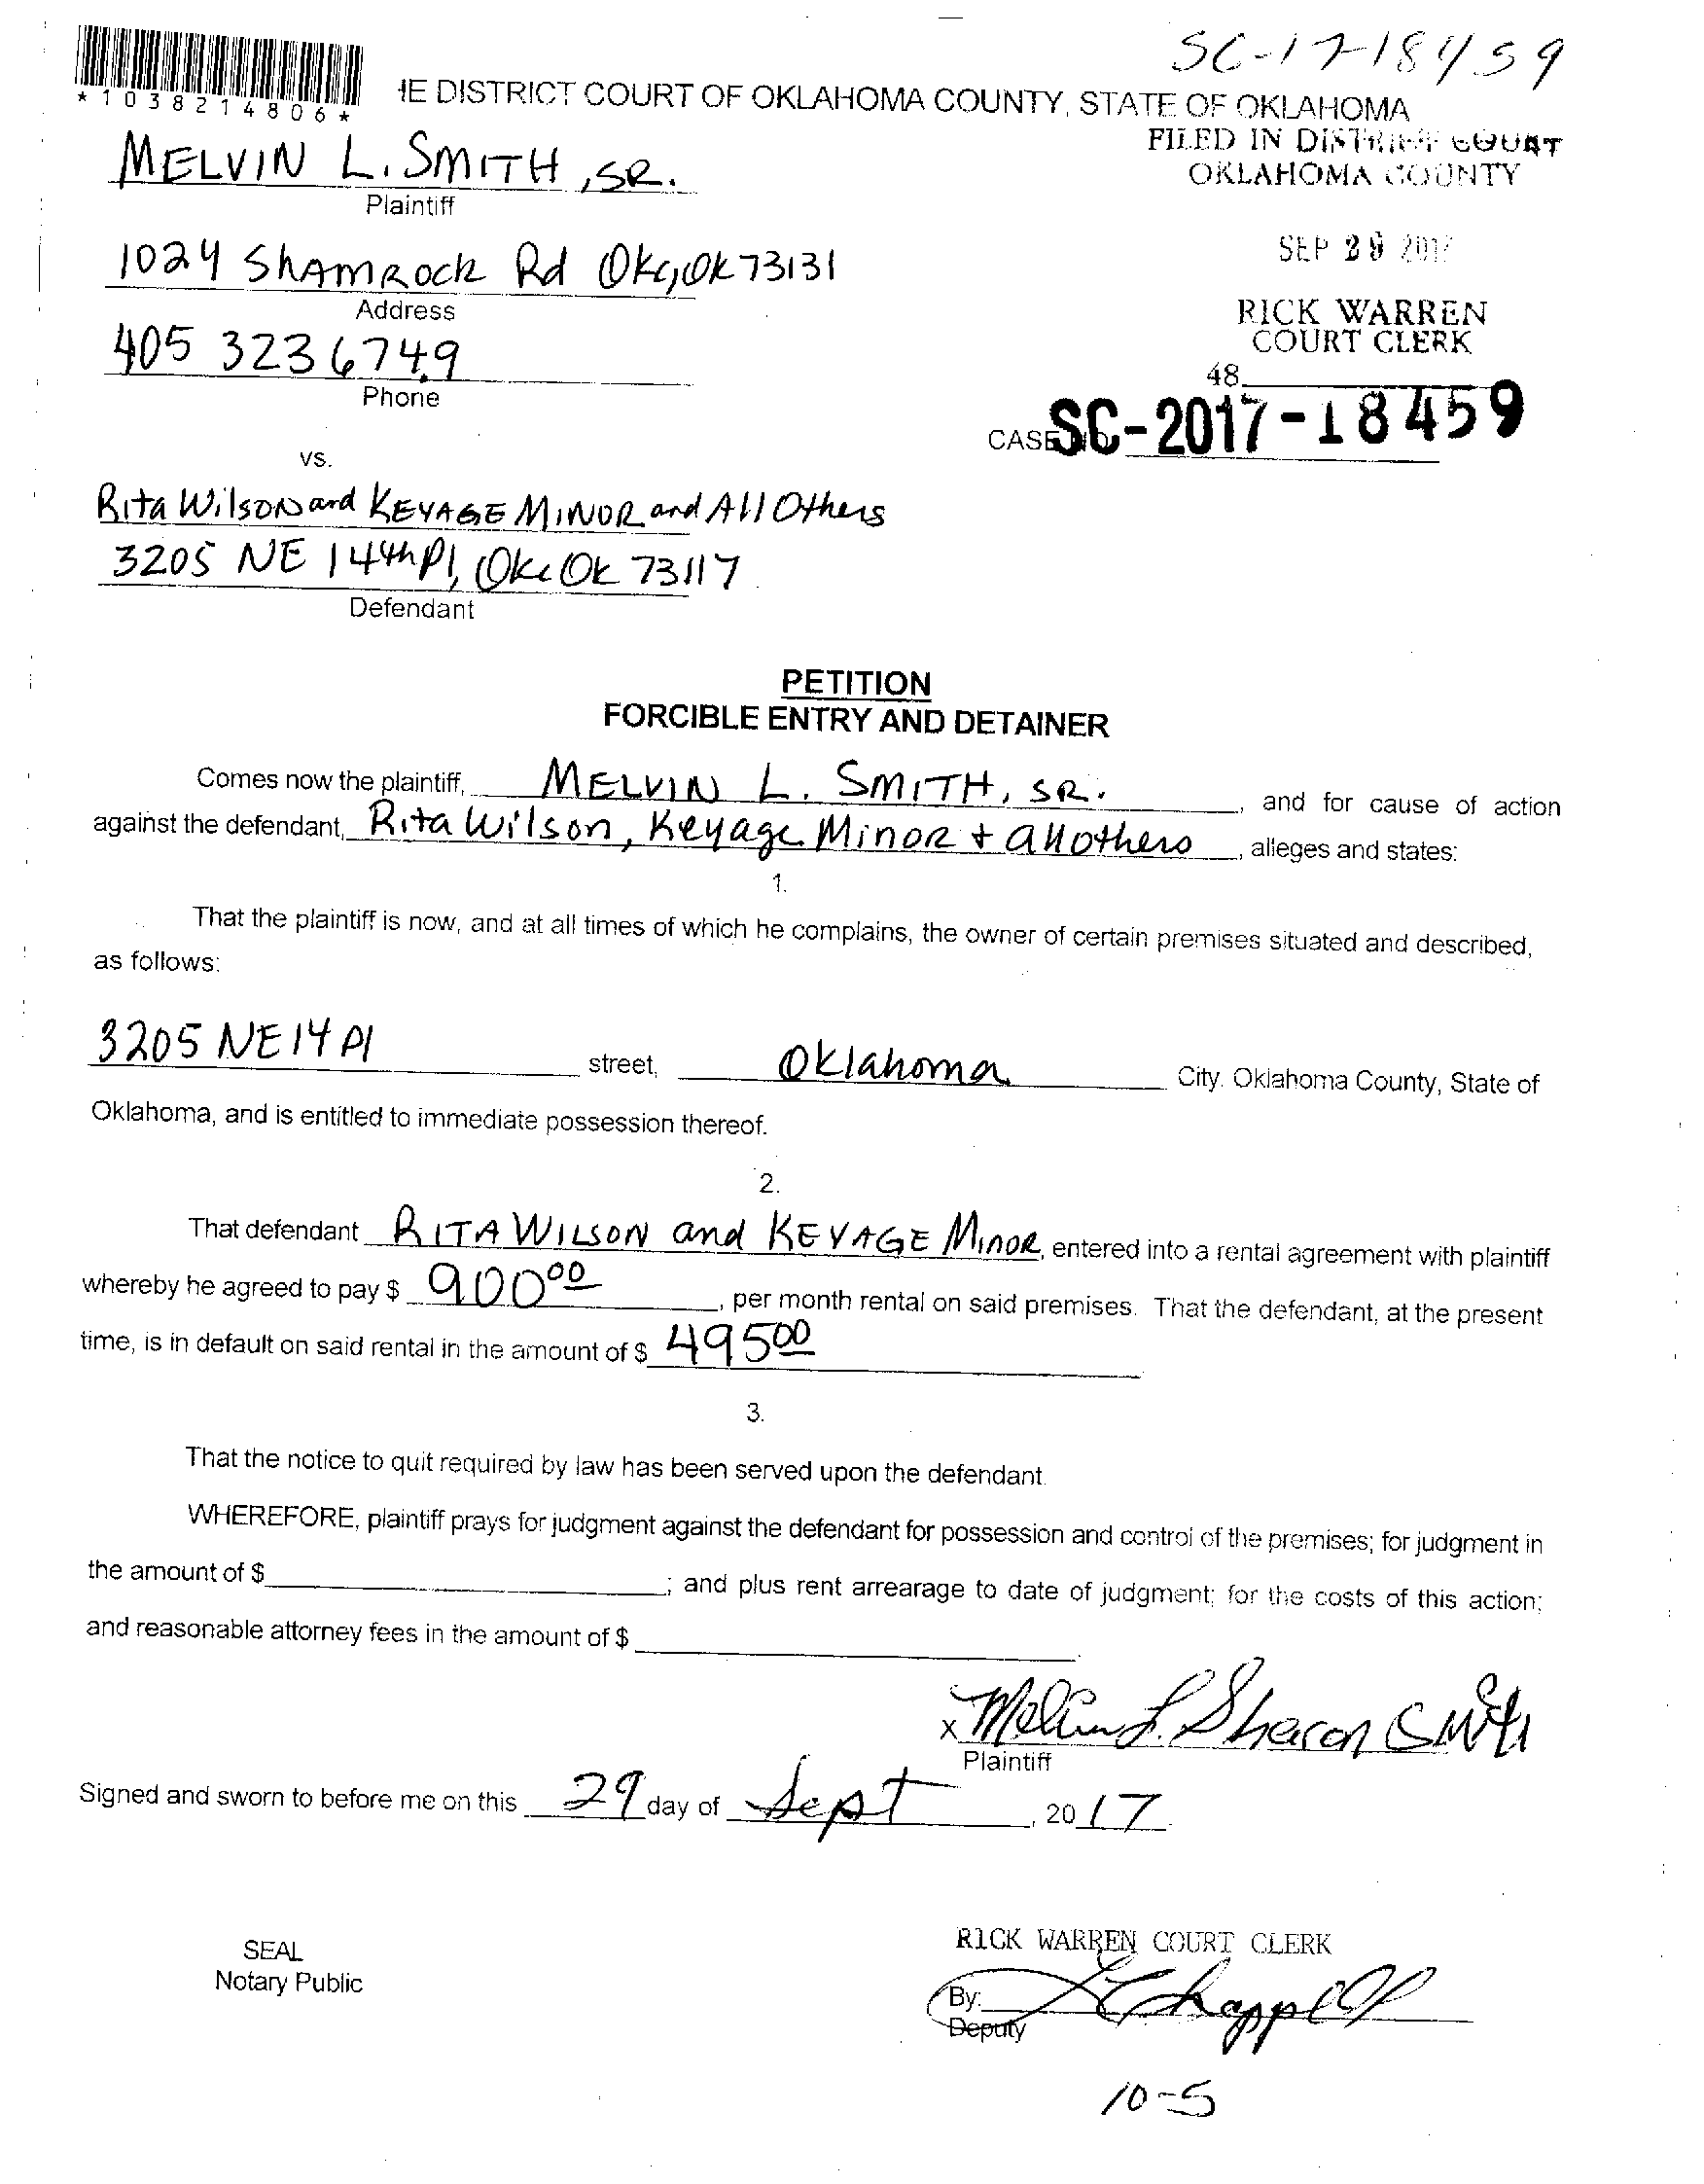 SC-17-18459
*1038214806*
IE DISTRICT COURT OF OKLAHOMA COUNTY, STATE OF OKLAHOMA
FILED IN DISTRICT COURT
OKLAHOMA COUNTY
MELVIN L. SMITH, SR.
Plaintiff
SEP 29 2017
1024 SHAMROCK Rd OKC, OK 73131
Address
RICK WARREN
COURT CLERK
405 323 6749
Phone
48
CASE NO. SC-2017-18459
vs.
Rita Wilson and KEYAGE MINOR and All Others
3205 NE 14th Pl, OKC OK 73117
Defendant
PETITION
FORCIBLE ENTRY AND DETAINER
Comes now the plaintiff, MELVIN L. SMITH, SR., and for cause of action
against the defendant, Rita Wilson, Keyage Minor + all others, alleges and states:
1.
That the plaintiff is now, and at all times of which he complains, the owner of certain premises situated and described,
as follows:
3205 NE 14 Pl street, Oklahoma City. Oklahoma County, State of
Oklahoma, and is entitled to immediate possession thereof.
2.
That defendant RITA WILSON and KEYAGE MINOR, entered into a rental agreement with plaintiff
whereby he agreed to pay $ 900.00, per month rental on said premises. That the defendant, at the present
time, is in default on said rental in the amount of $ 495.00
3.
That the notice to quit required by law has been served upon the defendant.
WHEREFORE, plaintiff prays for judgment against the defendant for possession and control of the premises; for judgment in
the amount of $ ; and plus rent arrearage to date of judgment; for the costs of this action;
and reasonable attorney fees in the amount of $
x Melvin L. Sharon Smith
Plaintiff
Signed and sworn to before me on this 29 day of Sept, 2017.
RICK WARREN COURT CLERK
SEAL
Notary Public
By:
Deputy
10-5